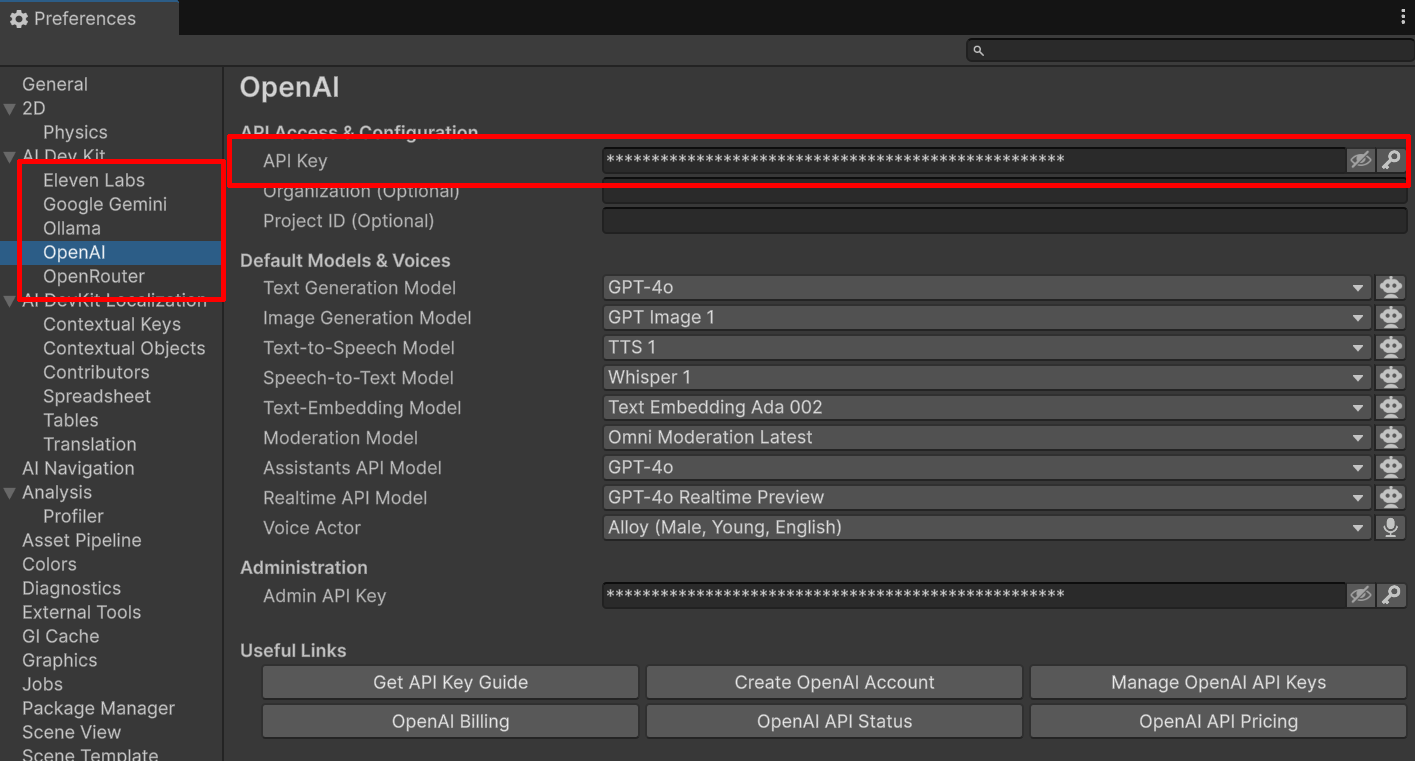 Preferences
General
2D
Physics
AI Dev Kit
Eleven Labs
Google Gemini
Ollama
OpenAI
OpenRouter
AI DevKit Localization
Contextual Keys
Contextual Objects
Contributors
Spreadsheet
Tables
Translation
AI Navigation
Analysis
Profiler
Asset Pipeline
Colors
Diagnostics
External Tools
GI Cache
Graphics
Jobs
Package Manager
Scene View
Scene Template
OpenAI
API Access & Configuration
API Key ***************************************************
Organization (Optional)
Project ID (Optional)
Default Models & Voices
Text Generation Model GPT-4o
Image Generation Model GPT Image 1
Text-to-Speech Model TTS 1
Speech-to-Text Model Whisper 1
Text-Embedding Model Text Embedding Ada 002
Moderation Model Omni Moderation Latest
Assistants API Model GPT-4o
Realtime API Model GPT-4o Realtime Preview
Voice Actor Alloy (Male, Young, English)
Administration
Admin API Key ***************************************************
Useful Links
Get API Key Guide Create OpenAI Account Manage OpenAI API Keys
OpenAI Billing OpenAI API Status OpenAI API Pricing